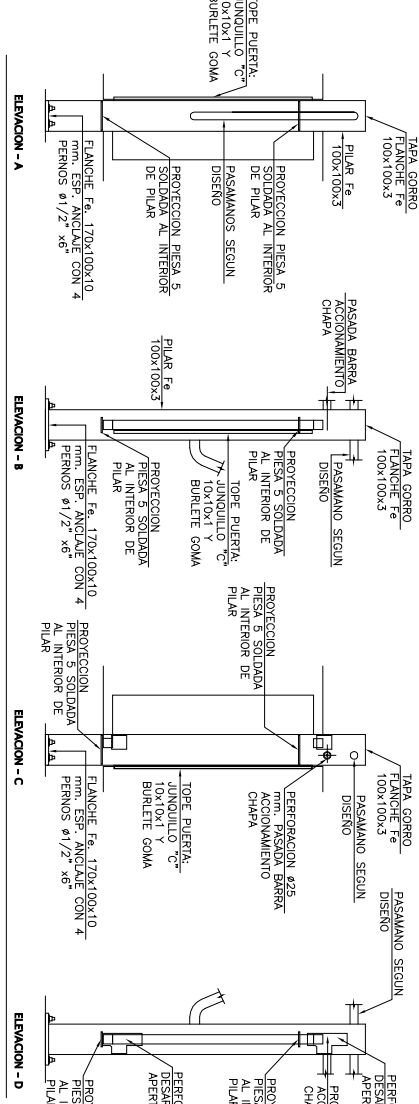 TAPA GORRO
FLANCHE Fe
100x100x3
PILAR Fe
100x100x3
TOPE PUERTA:
JUNQUILLO "C"
10x10x1 Y
BURLETE GOMA
PASAMANOS SEGUN
DISEÑO
PROYECCION PIESA 5
SOLDADA AL INTERIOR
DE PILAR
PROYECCION PIESA 5
SOLDADA AL INTERIOR
DE PILAR
FLANCHE Fe. 170x100x10
mm. ESP. ANCLAJE CON 4
PERNOS ø1/2" x6"
ELEVACION - A
TAPA GORRO
FLANCHE Fe
100x100x3
PASADA BARRA
ACCIONAMIENTO
CHAPA
PASAMANO SEGUN
DISEÑO
PILAR Fe
100x100x3
PROYECCION
PIESA 5 SOLDADA
AL INTERIOR DE
PILAR
TOPE PUERTA:
JUNQUILLO "C"
10x10x1 Y
BURLETE GOMA
PROYECCION
PIESA 5 SOLDADA
AL INTERIOR DE
PILAR
FLANCHE Fe. 170x100x10
mm. ESP. ANCLAJE CON 4
PERNOS ø1/2" x6"
ELEVACION - B
TAPA GORRO
FLANCHE Fe
100x100x3
PASAMANO SEGUN
DISEÑO
PROYECCION
PIESA 5 SOLDADA
AL INTERIOR DE
PILAR
PERFORACION ø25
mm. PASADA BARRA
ACCIONAMIENTO
CHAPA
TOPE PUERTA:
JUNQUILLO "C"
10x10x1 Y
BURLETE GOMA
PROYECCION
PIESA 5 SOLDADA
AL INTERIOR DE
PILAR
FLANCHE Fe. 170x100x10
mm. ESP. ANCLAJE CON 4
PERNOS ø1/2" x6"
ELEVACION - C
PASAMANO SEGUN
DISEÑO
ELEVACION - D